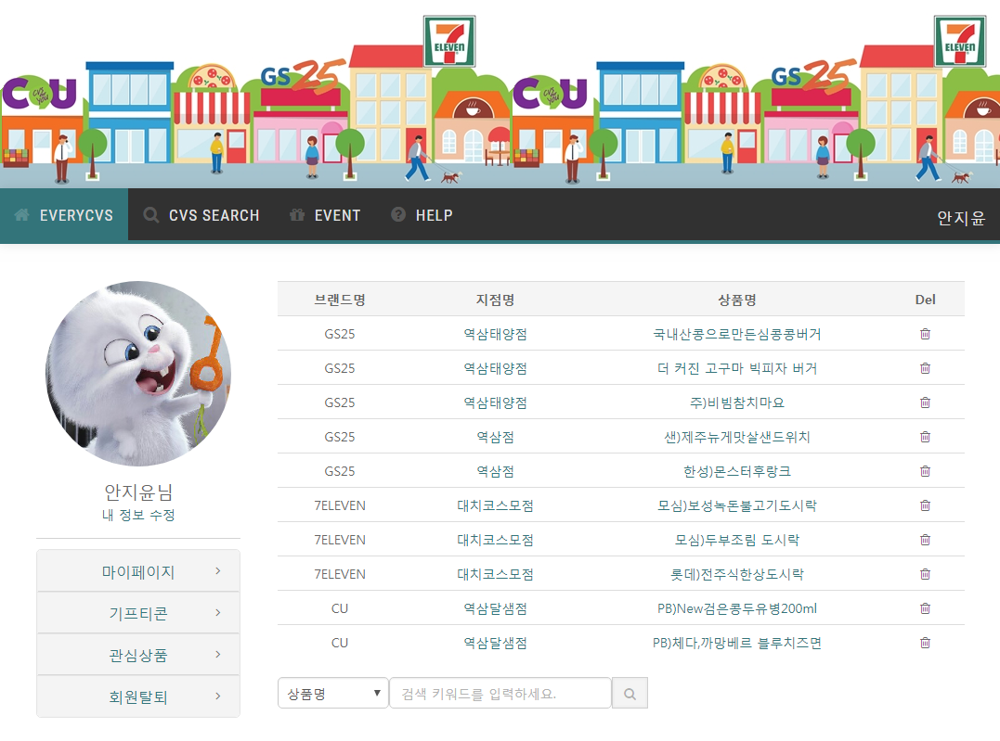 7 ELEVEN 7 ELEVEN
CU CVS YOU GS25 CU CVS YOU GS25
EVERYCVS CVS SEARCH EVENT HELP 안지윤
브랜드명 지점명 상품명 Del
GS25 역삼태양점 국내산콩으로만든심콩콩버거
GS25 역삼태양점 더 커진 고구마 빅피자 버거
GS25 역삼태양점 주)비빔참치마요
GS25 역삼점 샌)제주뉴게맛살샌드위치
GS25 역삼점 한성)몬스터후랑크
7ELEVEN 대치코스모점 모심)보성녹돈불고기도시락
7ELEVEN 대치코스모점 모심)두부조림 도시락
7ELEVEN 대치코스모점 롯데)전주식한상도시락
CU 역삼달샘점 PB)New검은콩두유병200ml
CU 역삼달샘점 PB)체다,까망베르 블루치즈면
안지윤님
내 정보 수정
마이페이지
기프티콘
관심상품
회원탈퇴
상품명 검색 키워드를 입력하세요.